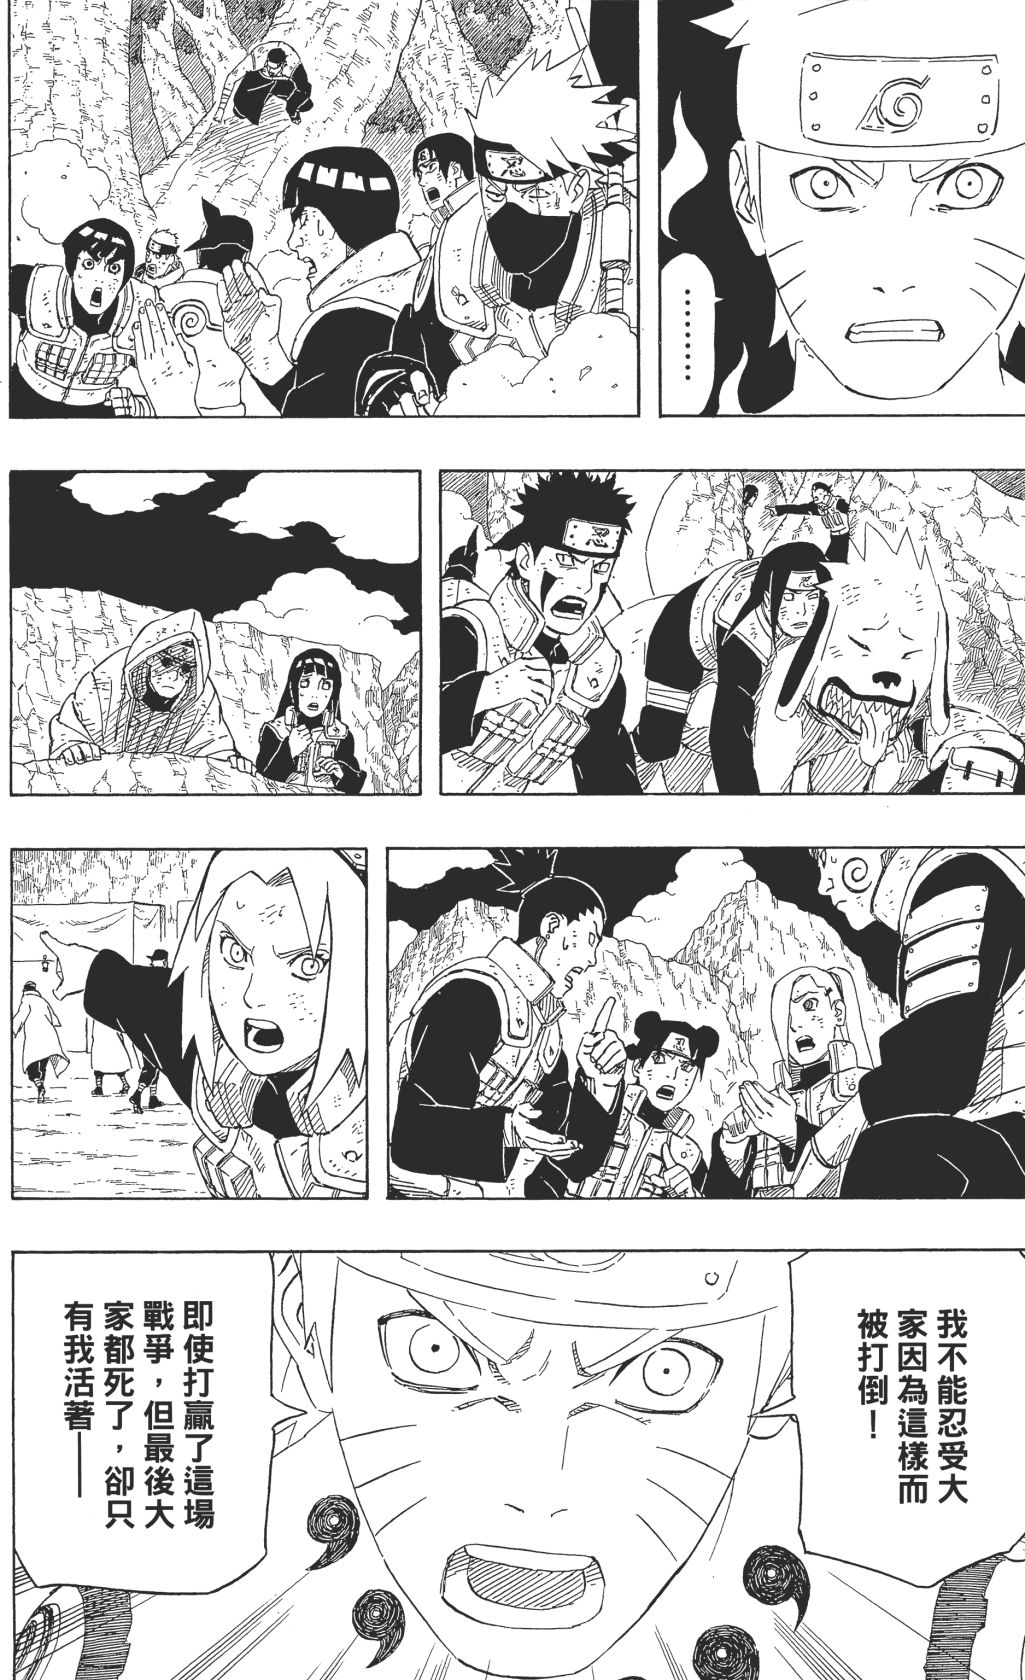 ………
我不能忍受大
家因為這樣而
被打倒！
即使打贏了這場
戰爭，但最後大
家都死了，卻只
有我活著——